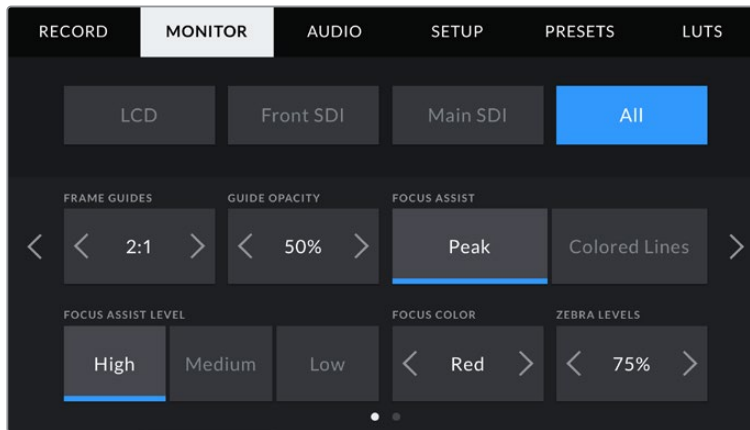 RECORD MONITOR AUDIO SETUP PRESETS LUTS
LCD Front SDI Main SDI All
FRAME GUIDES GUIDE OPACITY FOCUS ASSIST
2:1 50% Peak Colored Lines
FOCUS ASSIST LEVEL FOCUS COLOR ZEBRA LEVELS
High Medium Low Red 75%